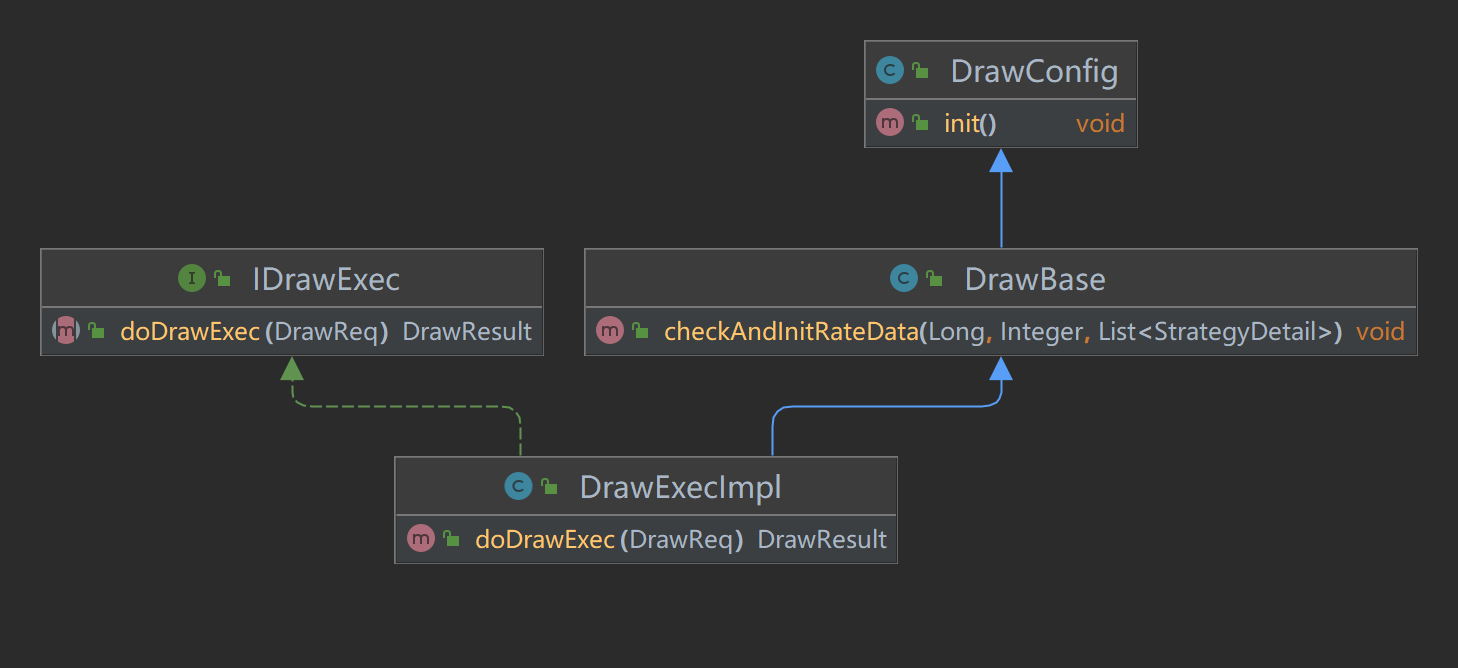 C DrawConfig
m init() void
I IDrawExec
m doDrawExec(DrawReq) DrawResult
C DrawBase
m checkAndInitRateData(Long, Integer, List<StrategyDetail>) void
C DrawExecImpl
m doDrawExec(DrawReq) DrawResult